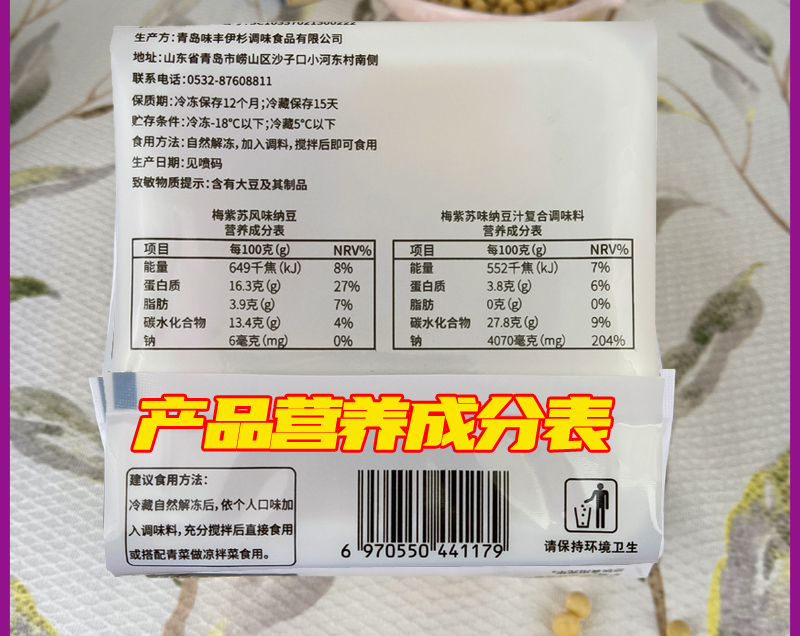 生产方:青岛味丰伊杉调味食品有限公司
地址:山东省青岛市崂山区沙子口小河东村南侧
联系电话:0532-87608811
保质期:冷冻保存12个月;冷藏保存15天
贮存条件:冷冻-18℃以下;冷藏5℃以下
食用方法:自然解冻,加入调料,搅拌后即可食用
生产日期:见喷码
致敏物质提示:含有大豆及其制品
梅紫苏风味纳豆
营养成分表
项目 每100克(g) NRV%
能量 649千焦(kJ) 8%
蛋白质 16.3克(g) 27%
脂肪 3.9克(g) 7%
碳水化合物 13.4克(g) 4%
钠 6毫克(mg) 0%
梅紫苏味纳豆汁复合调味料
营养成分表
项目 每100克(g) NRV%
能量 552千焦(kJ) 7%
蛋白质 3.8克(g) 6%
脂肪 0克(g) 0%
碳水化合物 27.8克(g) 9%
钠 4070毫克(mg) 204%
产品营养成分表
建议食用方法:
冷藏自然解冻后,依个人口味加
入调味料,充分搅拌后直接食用
或搭配青菜做凉拌菜食用。
6 970550 441179
请保持环境卫生